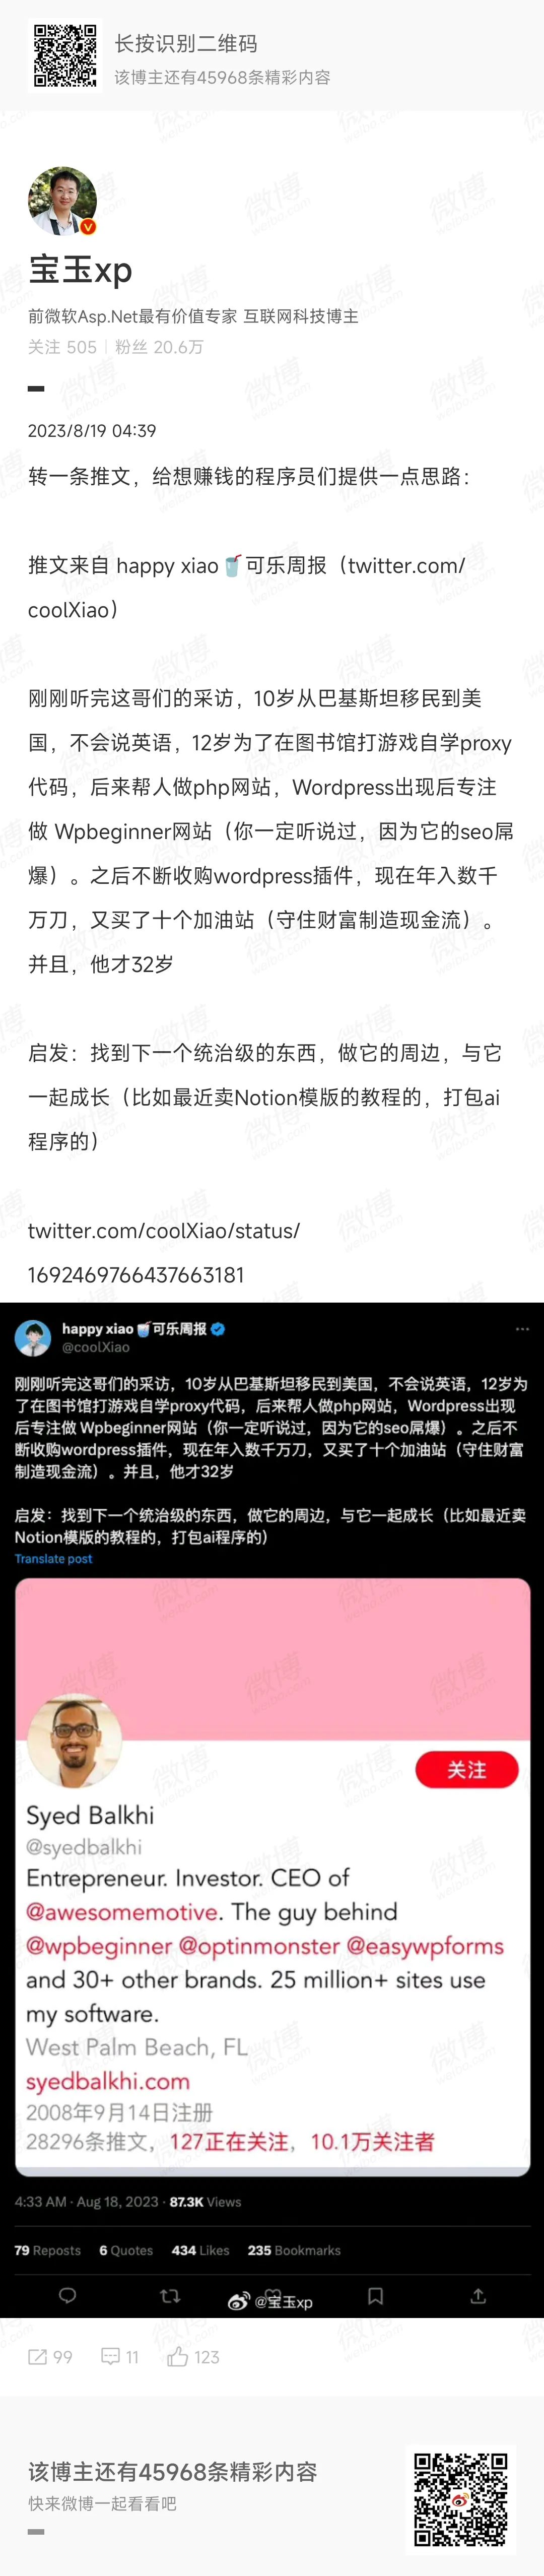 长按识别二维码
该博主还有45968条精彩内容
宝玉xp
前微软Asp.Net最有价值专家 互联网科技博主
关注 505 | 粉丝 20.6万
2023/8/19 04:39
转一条推文，给想赚钱的程序员们提供一点思路：
推文来自 happy xiao🥤可乐周报（twitter.com/
coolXiao）
刚刚听完这哥们的采访，10岁从巴基斯坦移民到美
国，不会说英语，12岁为了在图书馆打游戏自学proxy
代码，后来帮人做php网站，Wordpress出现后专注
做 Wpbeginner网站（你一定听说过，因为它的seo屌
爆）。之后不断收购wordpress插件，现在年入数千
万刀，又买了十个加油站（守住财富制造现金流）。
并且，他才32岁
启发：找到下一个统治级的东西，做它的周边，与它
一起成长（比如最近卖Notion模版的教程的，打包ai
程序的）
twitter.com/coolXiao/status/
1692469766437663181
happy xiao🥤可乐周报
@coolXiao
刚刚听完这哥们的采访，10岁从巴基斯坦移民到美国，不会说英语，12岁为
了在图书馆打游戏自学proxy代码，后来帮人做php网站，Wordpress出现
后专注做 Wpbeginner网站（你一定听说过，因为它的seo屌爆）。之后不
断收购wordpress插件，现在年入数千万刀，又买了十个加油站（守住财富
制造现金流）。并且，他才32岁
启发：找到下一个统治级的东西，做它的周边，与它一起成长（比如最近卖
Notion模版的教程的，打包ai程序的）
Translate post
关注
Syed Balkhi
@syedbalkhi
Entrepreneur. Investor. CEO of
@awesomemotive. The guy behind
@wpbeginner @optinmonster @easywpforms
and 30+ other brands. 25 million+ sites use
my software.
West Palm Beach, FL
syedbalkhi.com
2008年9月14日注册
28296条推文，127正在关注，10.1万关注者
4:33 AM · Aug 18, 2023 · 87.3K Views
79 Reposts 6 Quotes 434 Likes 235 Bookmarks
@宝玉xp
99 11 123
该博主还有45968条精彩内容
快来微博一起看看吧